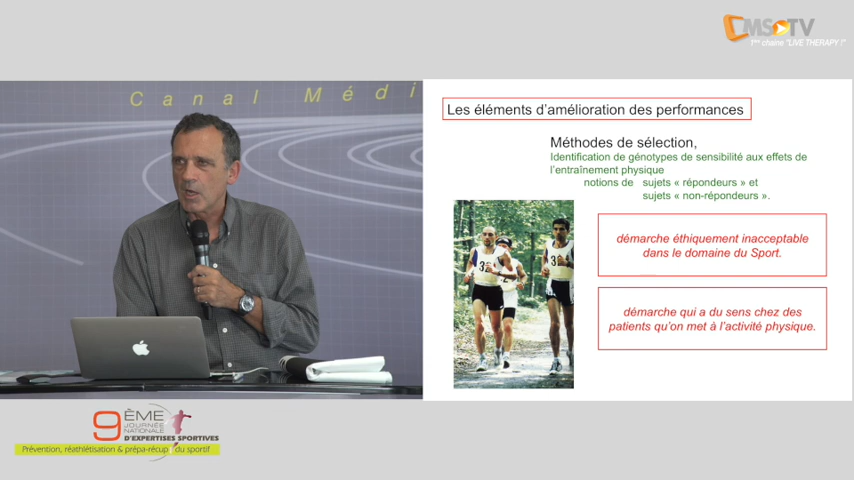 MS TV
1ère chaîne "LIVE THERAPY !"
Canal Médi
Les éléments d'amélioration des performances
Méthodes de sélection,
Identification de génotypes de sensibilité aux effets de
l'entraînement physique
notions de sujets « répondeurs » et
sujets « non-répondeurs ».
démarche éthiquement inacceptable
dans le domaine du Sport.
démarche qui a du sens chez des
patients qu'on met à l'activité physique.
9ÈME
JOURNÉE
NATIONALE
D'EXPERTISES SPORTIVES
Prévention, réathlétisation & prépa-récup du sportif